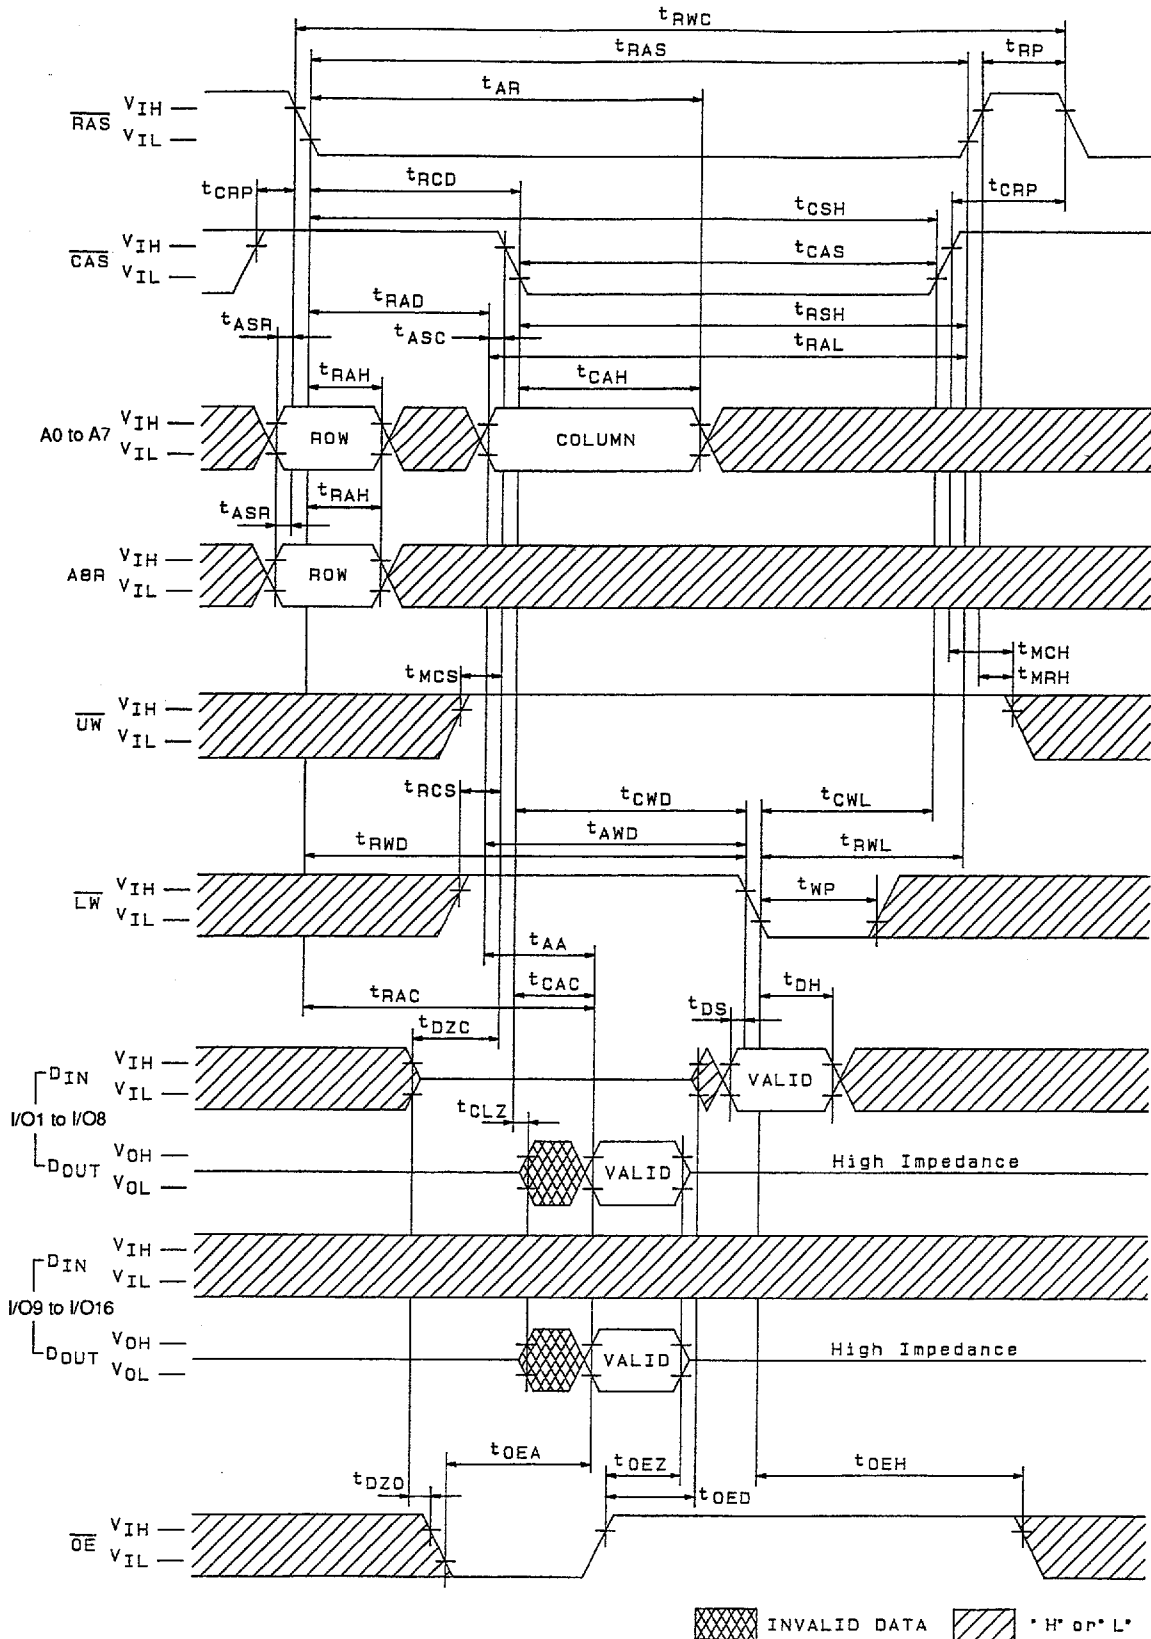 tRWC
tRAS tRP
tAR
RAS VIH
VIL
tCRP tRCD tCRP
tCSH
CAS VIH
VIL
tCAS
tRAD tRSH
tASR tASC tRAL
tRAH tCAH
A0 to A7 VIH
VIL
ROW COLUMN
tASR tRAH
A8R VIH
VIL
ROW
tMCS tMCH
tMRH
UW VIH
VIL
tRCS tCWD tCWL
tRWD tAWD tRWL
LW VIH
VIL
tWP
tAA
tRAC tCAC tDS tDH
tDZC
DIN VIH
VIL
VALID
I/O1 to I/O8
tCLZ
DOUT VOH
VOL
VALID High Impedance
DIN VIH
VIL
I/O9 to I/O16
DOUT VOH
VOL
VALID High Impedance
tOEA tOEZ tOEH
tDZO tOED
OE VIH
VIL
INVALID DATA "H" or "L"